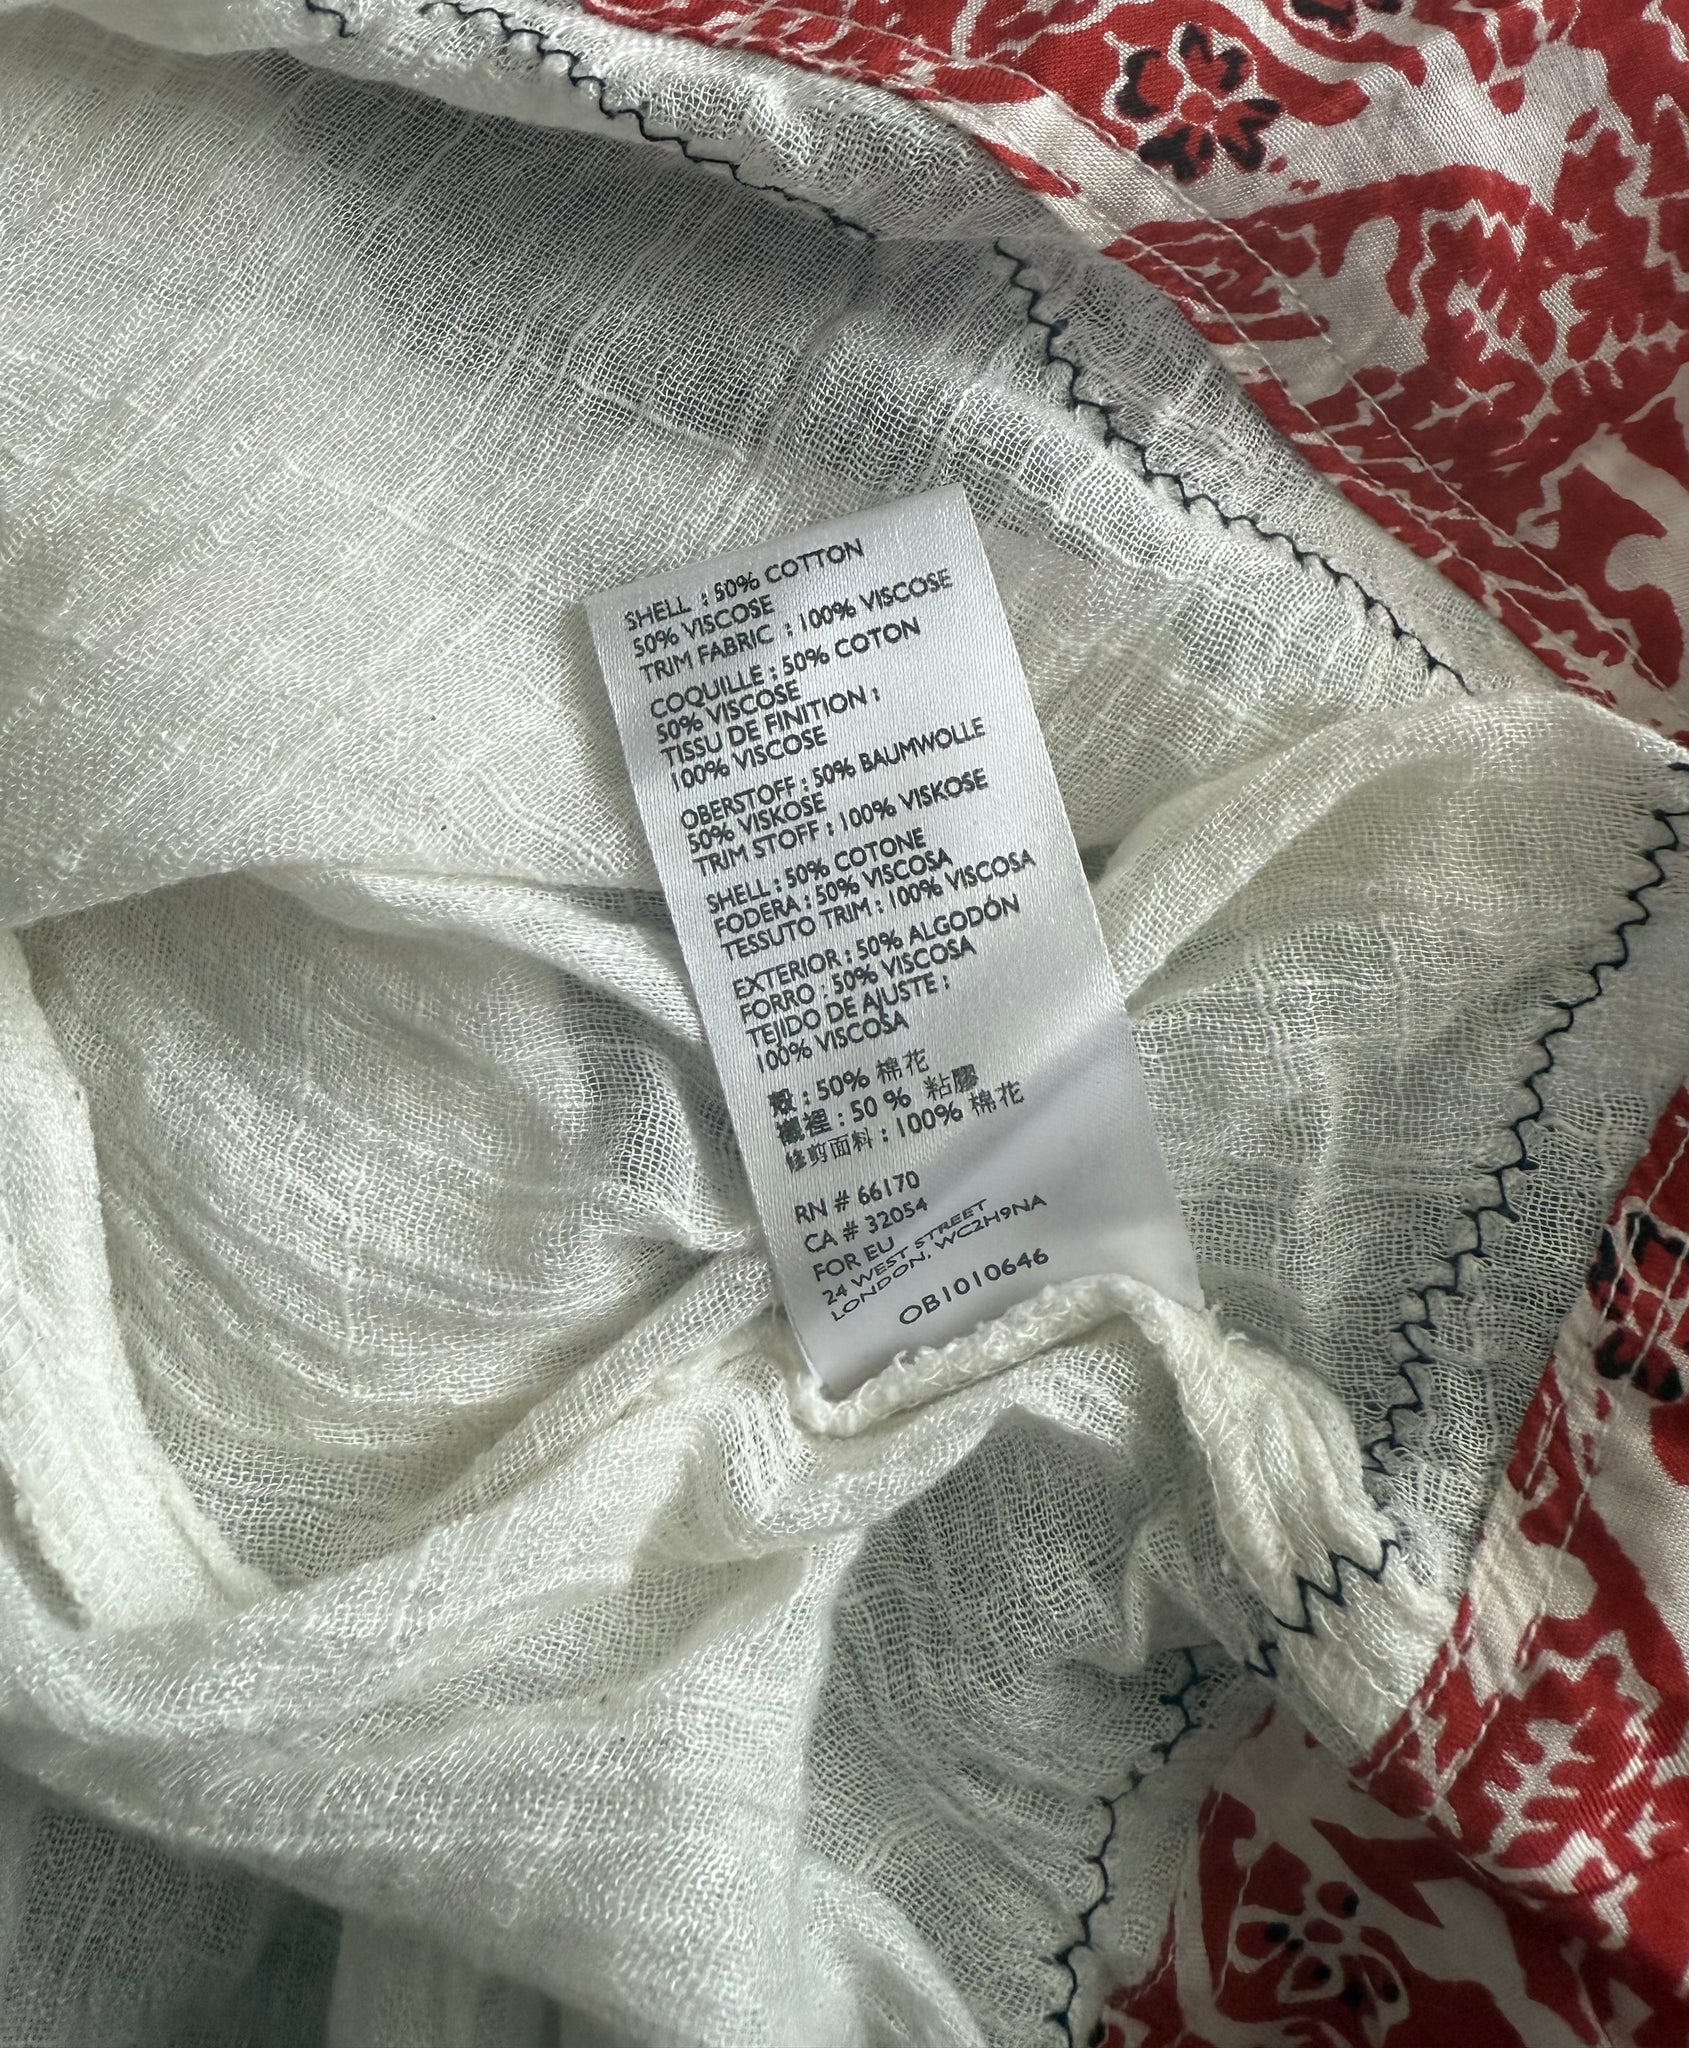 SHELL : 50% COTTON
50% VISCOSE
TRIM FABRIC : 100% VISCOSE
COQUILLE : 50% COTON
50% VISCOSE
TISSU DE FINITION :
100% VISCOSE
OBERSTOFF : 50% BAUMWOLLE
50% VISKOSE
TRIM STOFF : 100% VISKOSE
SHELL : 50% COTONE
FODERA : 50% VISCOSA
TESSUTO TRIM : 100% VISCOSA
EXTERIOR : 50% ALGODÓN
FORRO : 50% VISCOSA
TEJIDO DE AJUSTE :
100% VISCOSA
殼 : 50% 棉花
襯裡 : 50 % 粘膠
修剪面料 : 100% 棉花
RN # 66170
CA # 32054
FOR EU
24 WEST STREET
LONDON, WC2H9NA
OB1010646